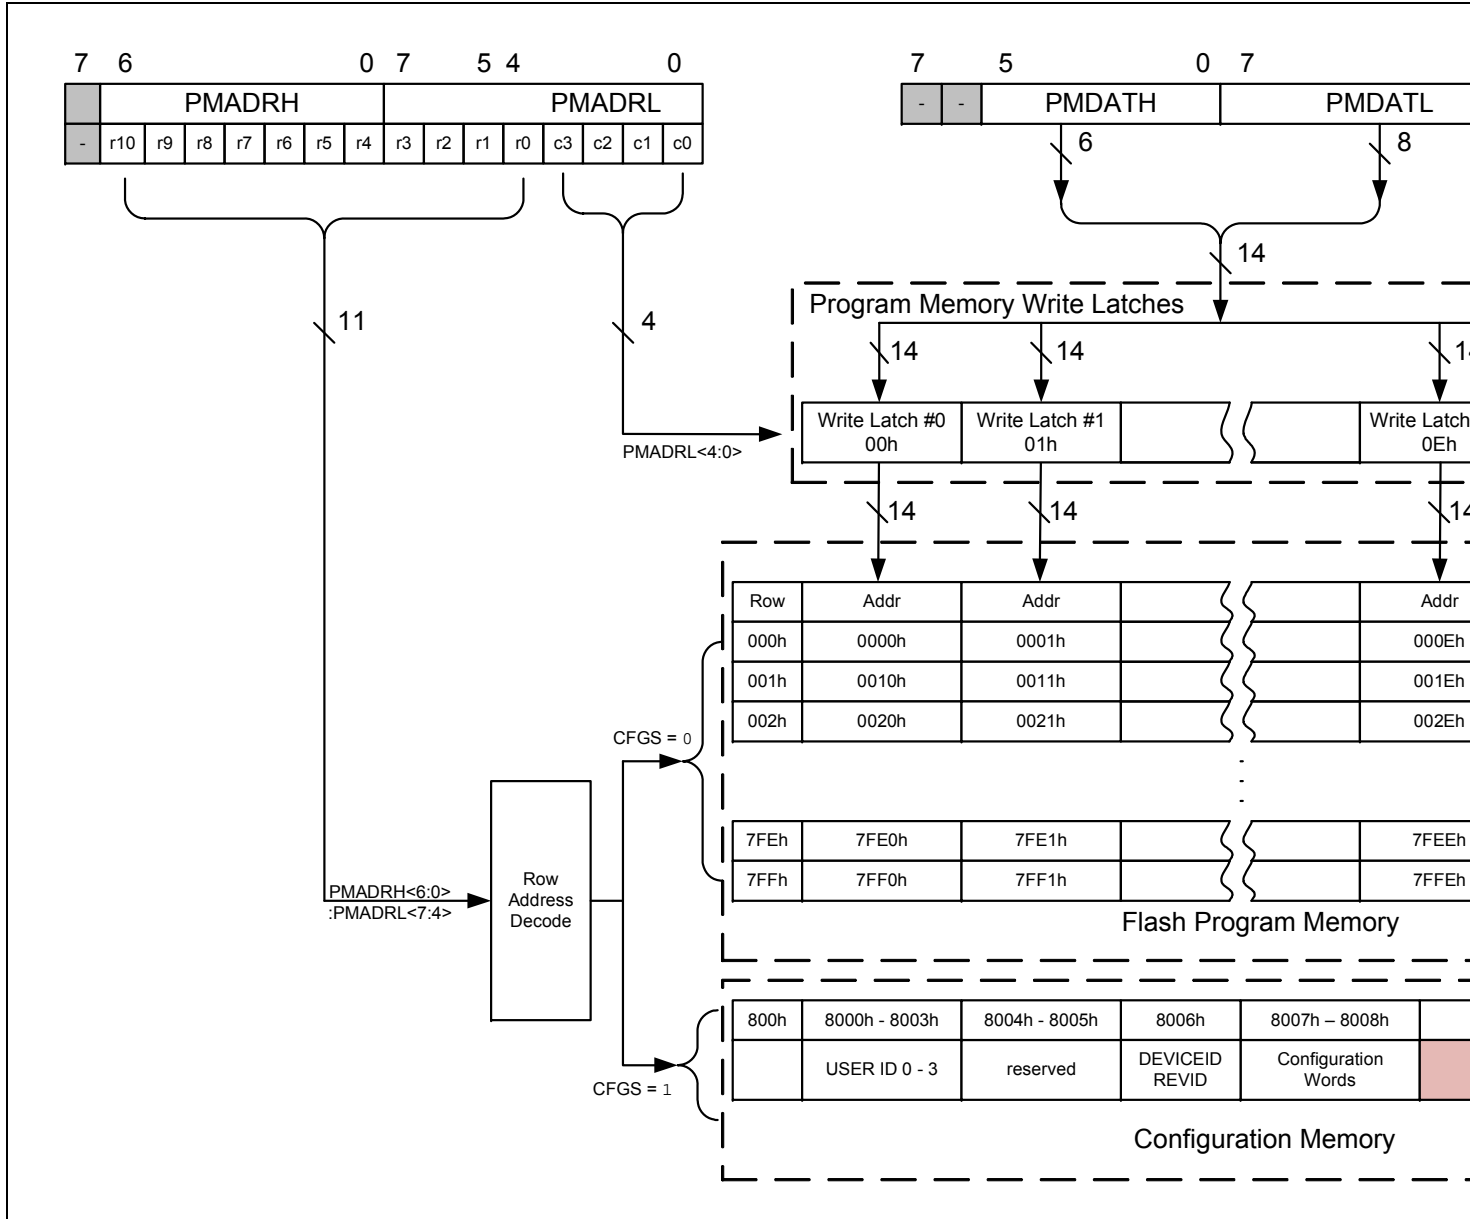 7 6 0 7 5 4 0
PMADRH PMADRL
- r10 r9 r8 r7 r6 r5 r4 r3 r2 r1 r0 c3 c2 c1 c0
7 5 0 7
- - PMDATH PMDATL
6 8
14
11 4
Program Memory Write Latches
14 14
Write Latch #0 Write Latch #1 Write Latch
00h 01h 0Eh
PMADRL<4:0>
14 14
Row Addr Addr Addr
000h 0000h 0001h 000Eh
001h 0010h 0011h 001Eh
002h 0020h 0021h 002Eh
CFGS = 0
7FEh 7FE0h 7FE1h 7FEEh
7FFh 7FF0h 7FF1h 7FFEh
Flash Program Memory
PMADRH<6:0>
:PMADRL<7:4>
Row
Address
Decode
800h 8000h - 8003h 8004h - 8005h 8006h 8007h – 8008h
USER ID 0 - 3 reserved DEVICEID Configuration
REVID Words
CFGS = 1
Configuration Memory